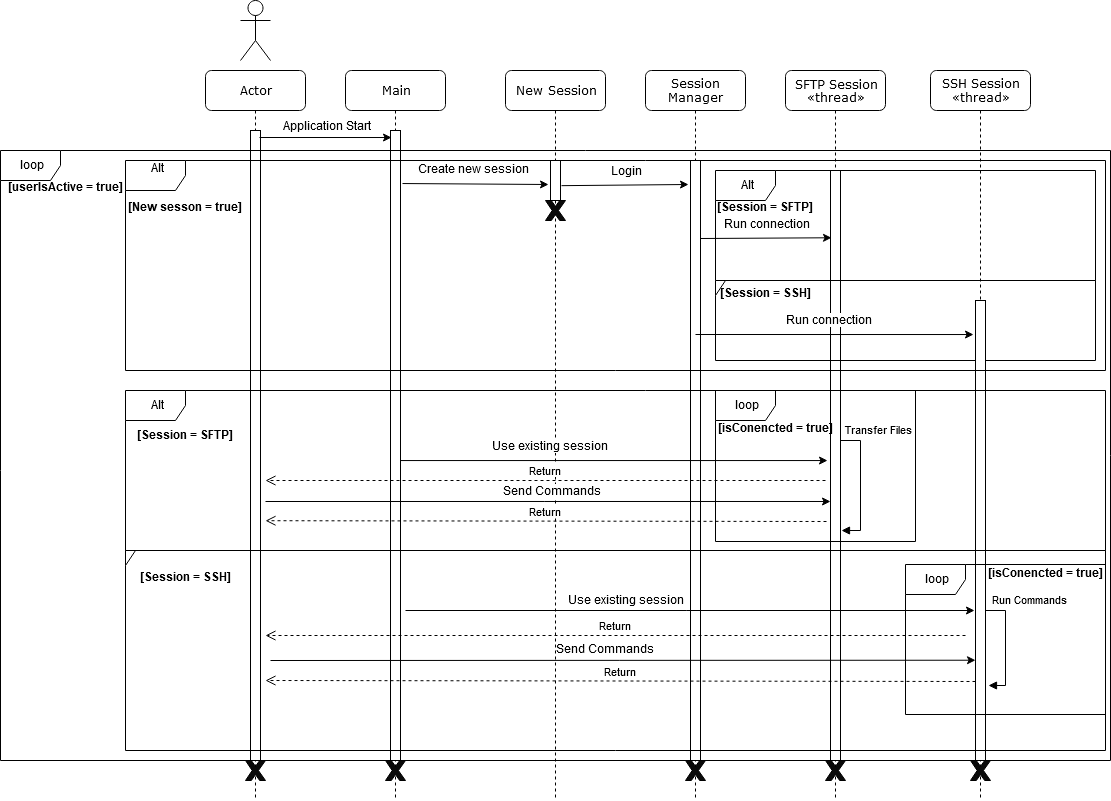 Actor
Main
New Session
Session
Manager
SFTP Session
«thread»
SSH Session
«thread»
Application Start
loop
[userIsActive = true]
Alt
[New sesson = true]
Create new session
Login
Alt
[Session = SFTP]
Run connection
[Session = SSH]
Run connection
Alt
[Session = SFTP]
loop
[isConencted = true]
Transfer Files
Use existing session
Return
Send Commands
Return
[Session = SSH]
loop
[isConencted = true]
Run Commands
Use existing session
Return
Send Commands
Return